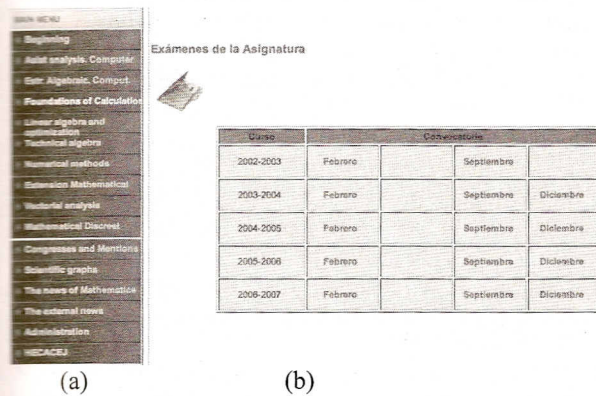 MAIN MENU
Beginning
Asist analysis. Computer
Estr. Algebraic. Comput.
Foundations of Calculation
Linear algebra and
optimization
Technical algebra
Numerical methods
Extension Mathematical
Vectorial analysis
Mathematical Discreet
Congresses and Mentions
Scientific graphs
The news of Mathematics
The external news
Administration
HECACEJ
Exámenes de la Asignatura
Curso Convocatoria
2002-2003 Febrero Septiembre
2003-2004 Febrero Septiembre Diciembre
2004-2005 Febrero Septiembre Diciembre
2005-2006 Febrero Septiembre Diciembre
2006-2007 Febrero Septiembre Diciembre
(a) (b)